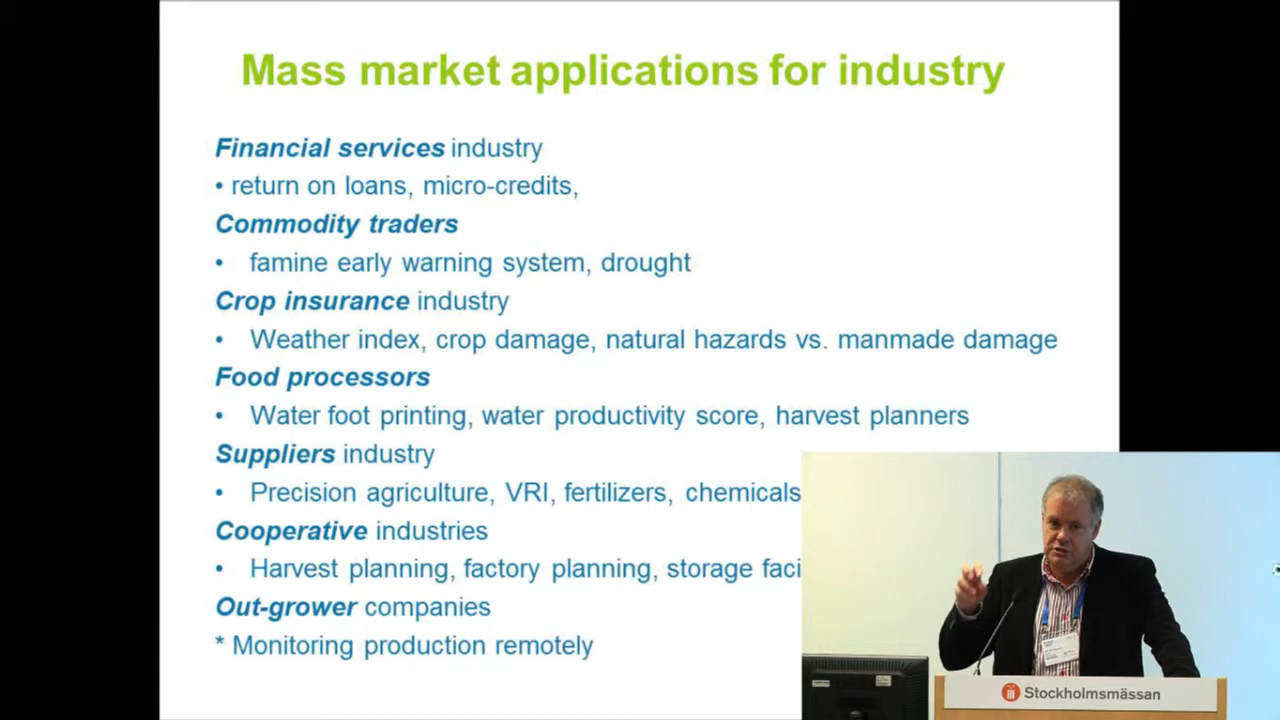 Mass market applications for industry
Financial services industry
• return on loans, micro-credits,
Commodity traders
• famine early warning system, drought
Crop insurance industry
• Weather index, crop damage, natural hazards vs. manmade damage
Food processors
• Water foot printing, water productivity score, harvest planners
Suppliers industry
• Precision agriculture, VRI, fertilizers, chemicals
Cooperative industries
• Harvest planning, factory planning, storage faci
Out-grower companies
* Monitoring production remotely
Stockholmsmässan